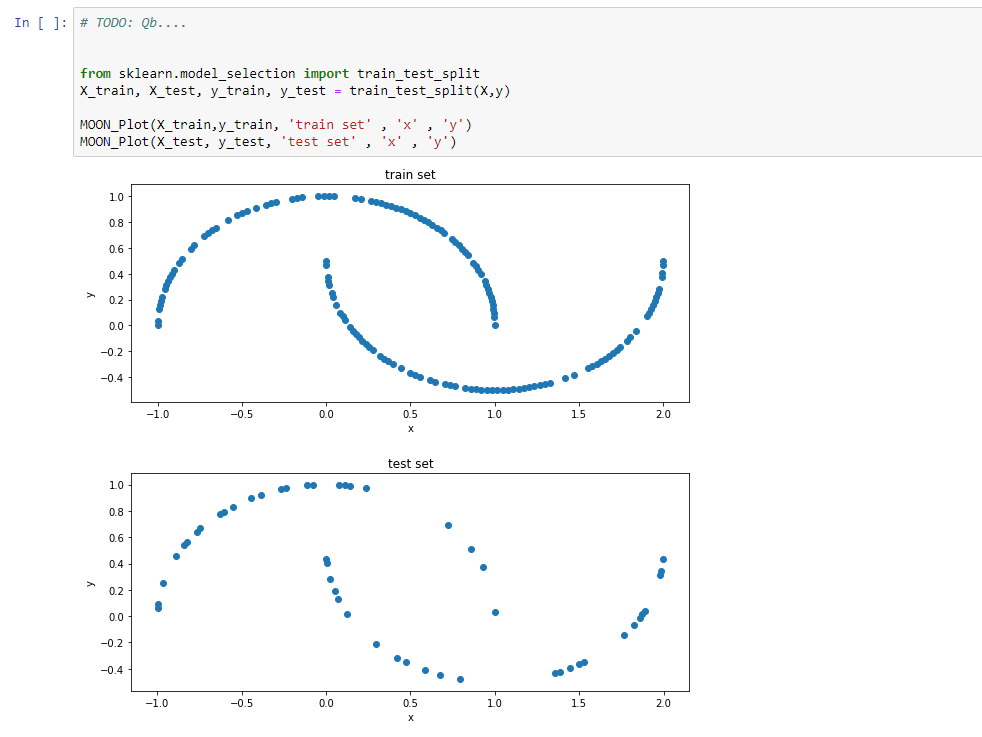 In [ ]: # TODO: Qb....
from sklearn.model_selection import train_test_split
X_train, X_test, y_train, y_test = train_test_split(X,y)
MOON_Plot(X_train,y_train, 'train set' , 'x' , 'y')
MOON_Plot(X_test, y_test, 'test set' , 'x' , 'y')
train set
1.0
0.8
0.6
0.4
0.2
0.0
−0.2
−0.4
y
−1.0 −0.5 0.0 0.5 1.0 1.5 2.0
x
test set
1.0
0.8
0.6
0.4
0.2
0.0
−0.2
−0.4
y
−1.0 −0.5 0.0 0.5 1.0 1.5 2.0
x